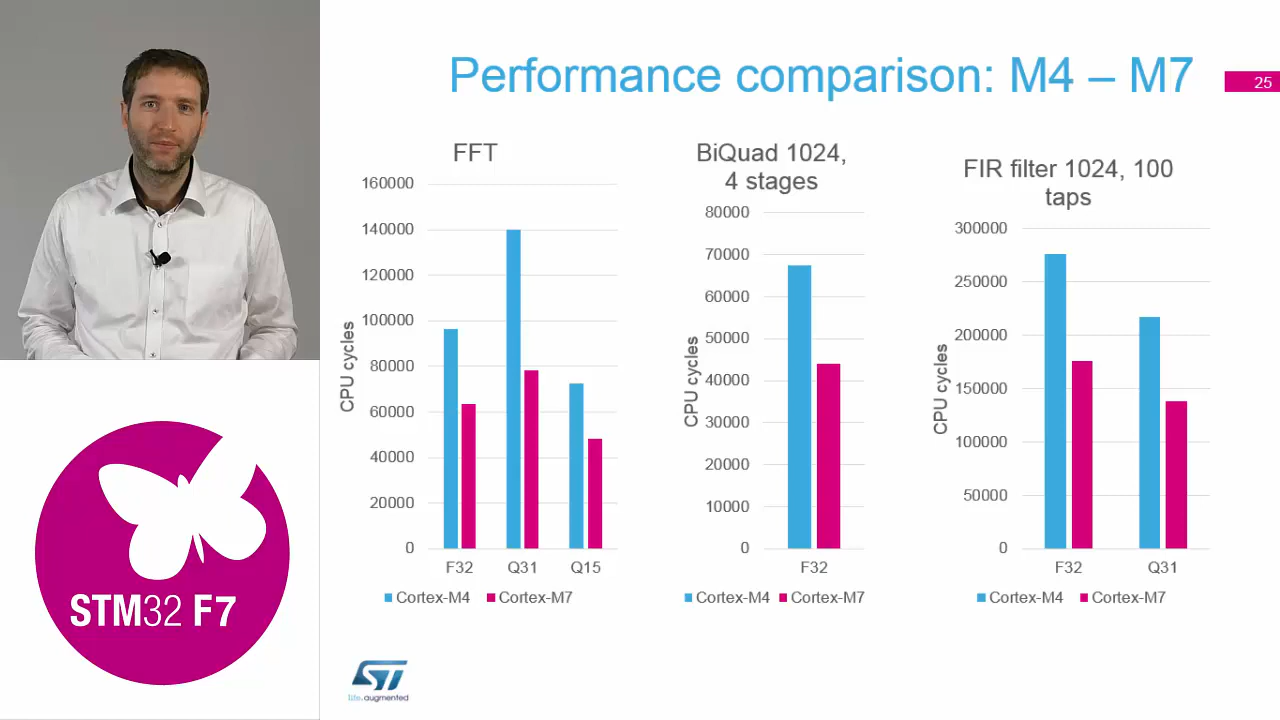 Performance comparison: M4 – M7
25
FFT
160000
140000
120000
100000
80000
60000
40000
20000
0
CPU cycles
F32 Q31 Q15
Cortex-M4 Cortex-M7
BiQuad 1024,
4 stages
80000
70000
60000
50000
40000
30000
20000
10000
0
CPU cycles
F32
Cortex-M4 Cortex-M7
FIR filter 1024, 100
taps
300000
250000
200000
150000
100000
50000
0
CPU cycles
F32 Q31
Cortex-M4 Cortex-M7
STM32 F7
ST
life.augmented